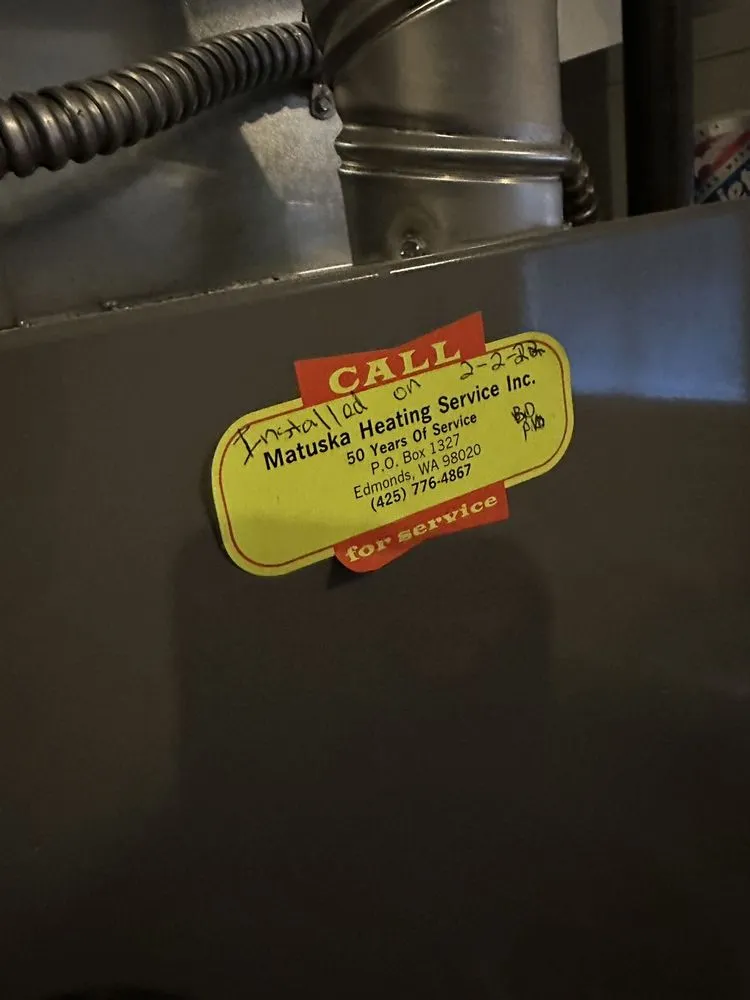 CALL
Installed on 2-2-22
Matuska Heating Service Inc.
50 Years Of Service
P.O. Box 1327
Edmonds, WA 98020
(425) 776-4867
for service